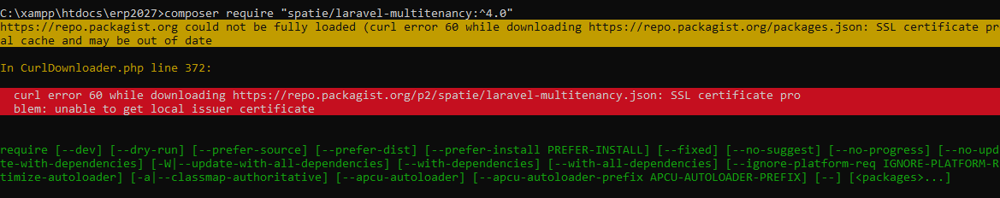 C:\xampp\htdocs\erp2027>composer require "spatie/laravel-multitenancy:^4.0"
https://repo.packagist.org could not be fully loaded (curl error 60 while downloading https://repo.packagist.org/packages.json: SSL certificate pr
al cache and may be out of date
In CurlDownloader.php line 372:
curl error 60 while downloading https://repo.packagist.org/p2/spatie/laravel-multitenancy.json: SSL certificate pro
blem: unable to get local issuer certificate
require [--dev] [--dry-run] [--prefer-source] [--prefer-dist] [--prefer-install PREFER-INSTALL] [--fixed] [--no-suggest] [--no-progress] [--no-upd
te-with-dependencies] [-W|--update-with-all-dependencies] [--with-dependencies] [--with-all-dependencies] [--ignore-platform-req IGNORE-PLATFORM-R
timize-autoloader] [-a|--classmap-authoritative] [--apcu-autoloader] [--apcu-autoloader-prefix APCU-AUTOLOADER-PREFIX] [--] [<packages>...]